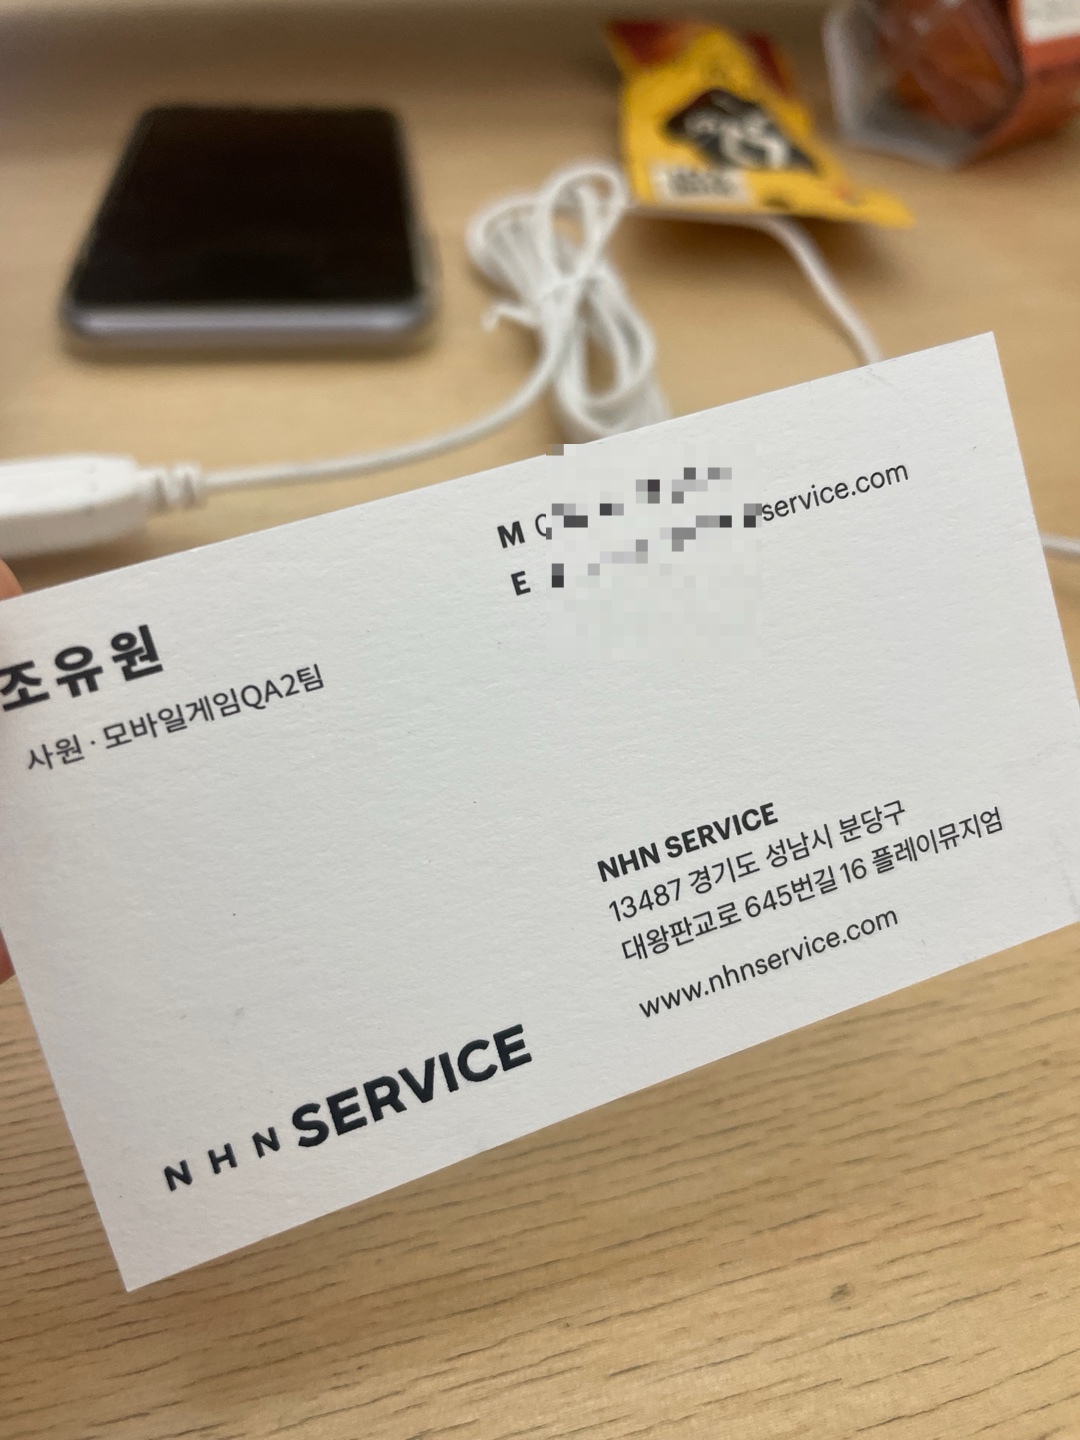 M
E
service.com
조유원
사원 · 모바일게임QA2팀
NHN SERVICE
13487 경기도 성남시 분당구
대왕판교로 645번길 16 플레이뮤지엄
www.nhnservice.com
NHN SERVICE